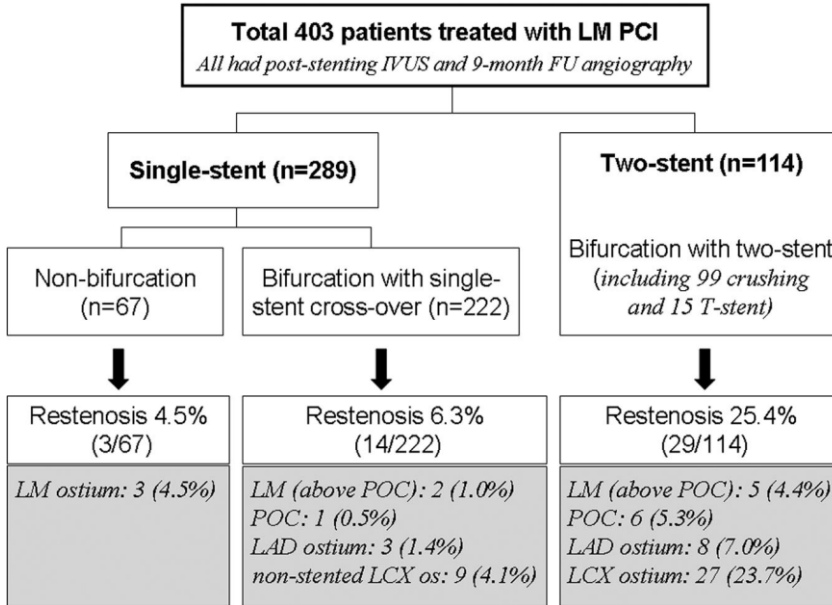 Total 403 patients treated with LM PCI
All had post-stenting IVUS and 9-month FU angiography
Single-stent (n=289)
Two-stent (n=114)
Bifurcation with two-stent
(including 99 crushing
and 15 T-stent)
Non-bifurcation
(n=67)
Bifurcation with single-
stent cross-over (n=222)
Restenosis 4.5%
(3/67)
LM ostium: 3 (4.5%)
Restenosis 6.3%
(14/222)
LM (above POC): 2 (1.0%)
POC: 1 (0.5%)
LAD ostium: 3 (1.4%)
non-stented LCX os: 9 (4.1%)
Restenosis 25.4%
(29/114)
LM (above POC): 5 (4.4%)
POC: 6 (5.3%)
LAD ostium: 8 (7.0%)
LCX ostium: 27 (23.7%)